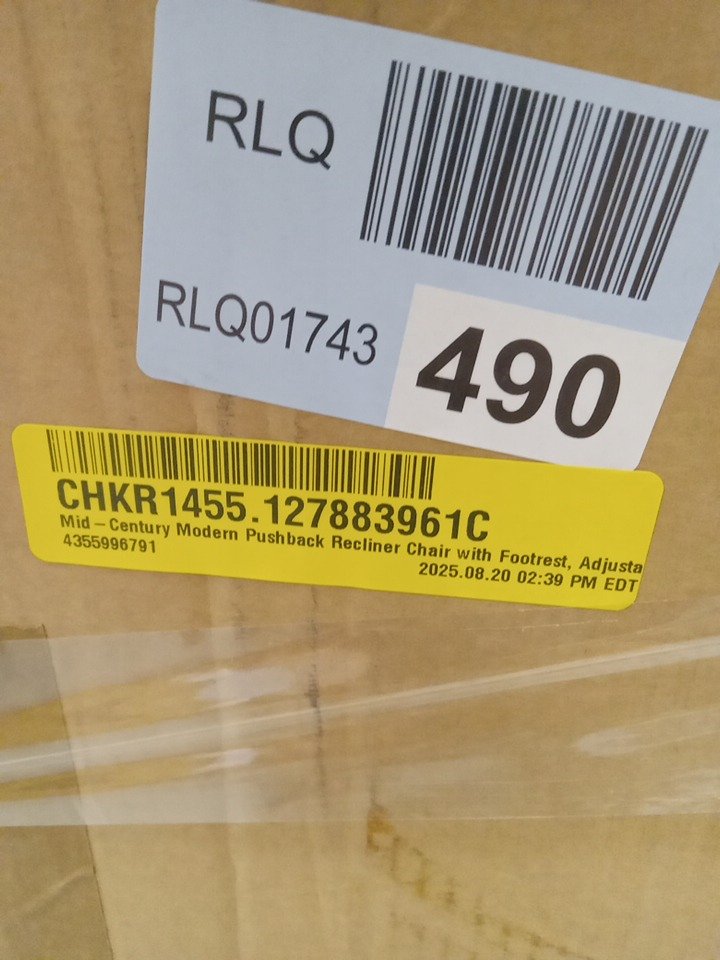 RLQ
RLQ01743
490
CHKR1455.127883961C
Mid-Century Modern Pushback Recliner Chair with Footrest, Adjusta
4355996791
2025.08.20 02:39 PM EDT